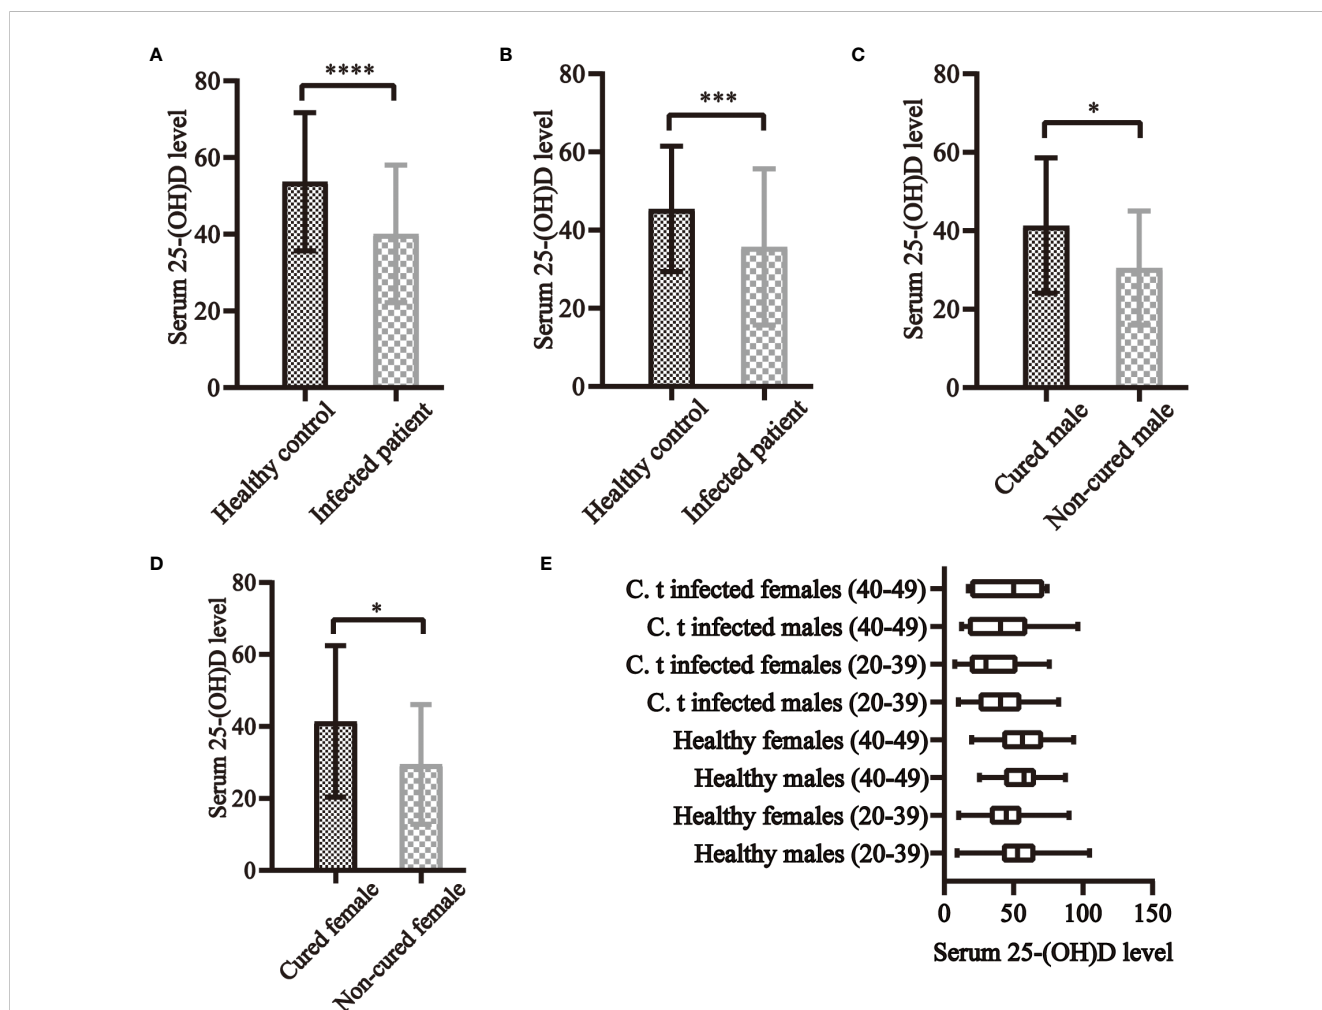 A
Serum 25-(OH)D level
80
60
40
20
0
****
Healthy control
Infected patient
B
Serum 25-(OH)D level
80
60
40
20
0
***
Healthy control
Infected patient
C
Serum 25-(OH)D level
80
60
40
20
0
*
Cured male
Non-cured male
D
Serum 25-(OH)D level
80
60
40
20
0
*
Cured female
Non-cured female
E
C. t infected females (40-49)
C. t infected males (40-49)
C. t infected females (20-39)
C. t infected males (20-39)
Healthy females (40-49)
Healthy males (40-49)
Healthy females (20-39)
Healthy males (20-39)
0 50 100 150
Serum 25-(OH)D level